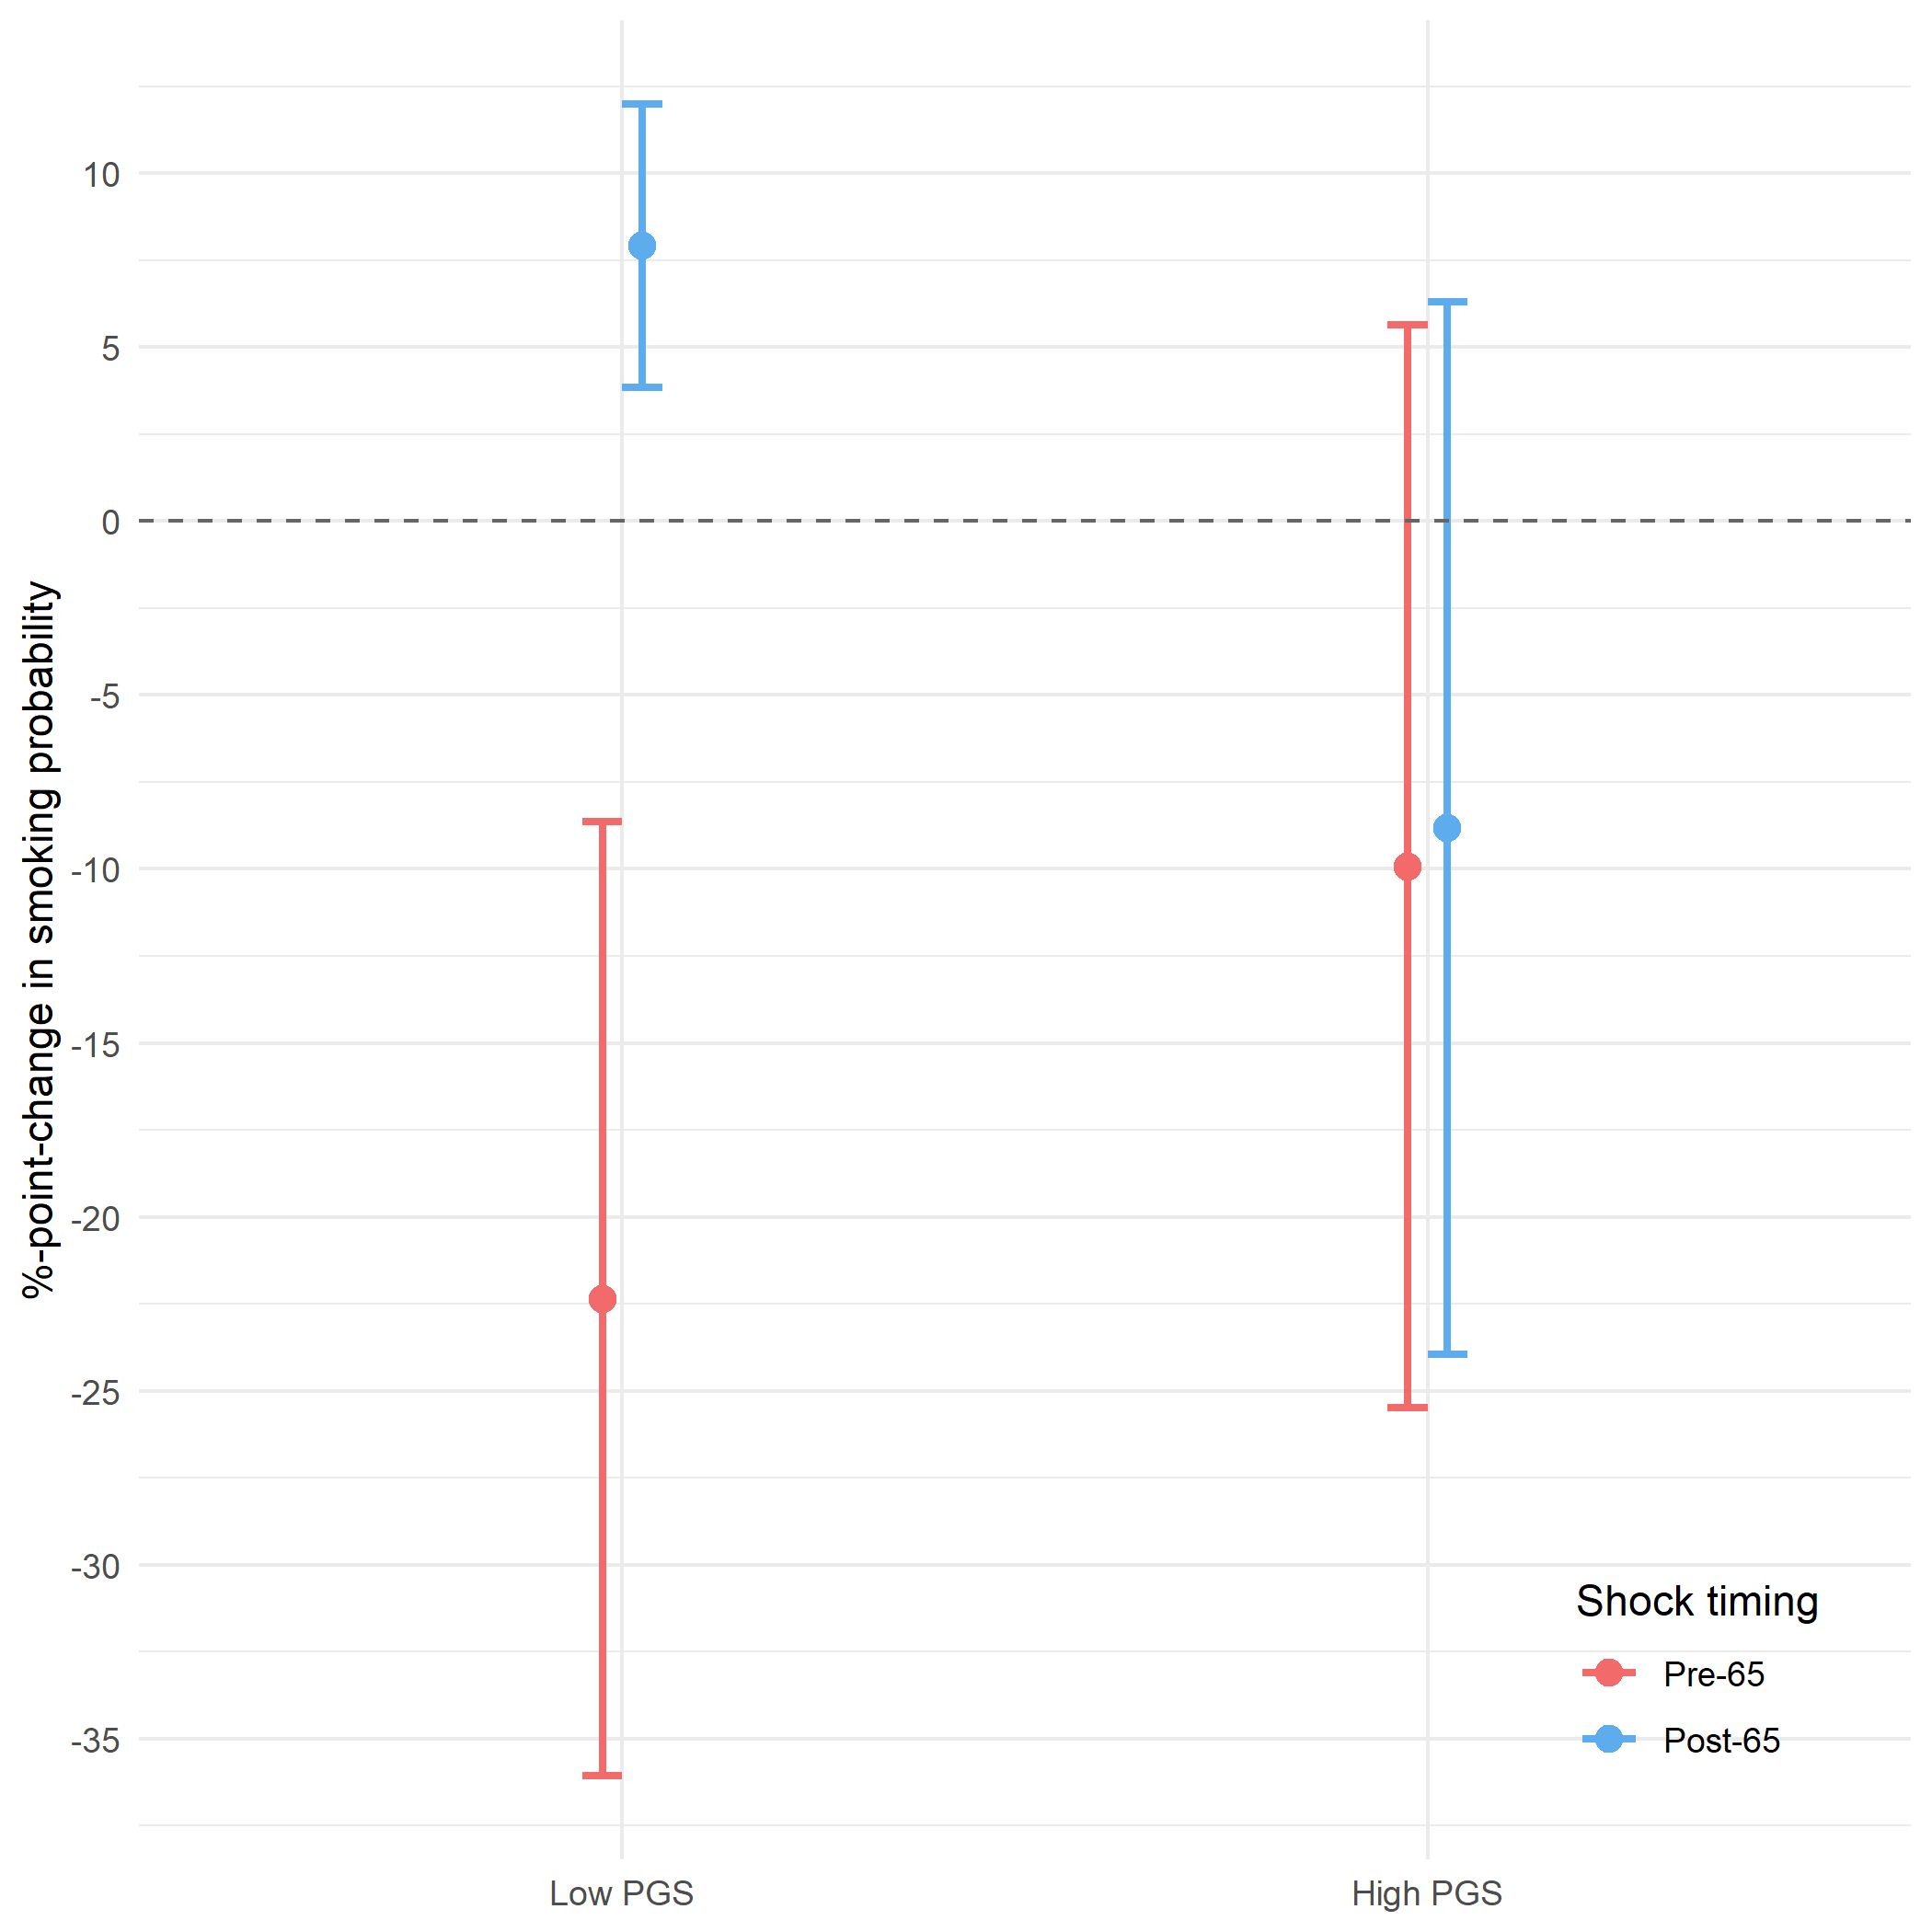 %-point-change in smoking probability
10
5
0
-5
-10
-15
-20
-25
-30
-35
Low PGS
High PGS
Shock timing
Pre-65
Post-65